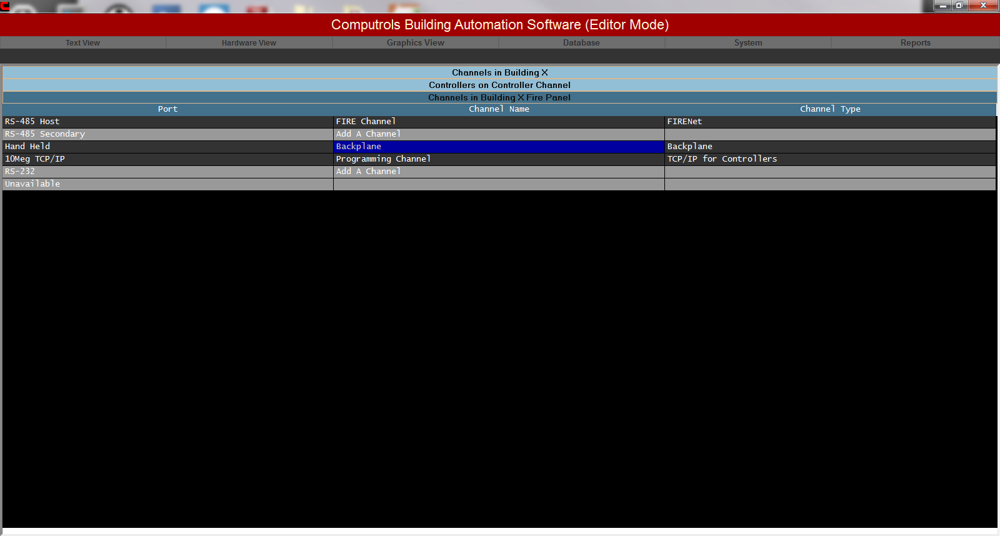 Computrols Building Automation Software (Editor Mode)
Text View Hardware View Graphics View Database System Reports
Channels in Building X
Controllers on Controller Channel
Channels in Building X Fire Panel
Port Channel Name Channel Type
RS-485 Host FIRE Channel FIRENet
RS-485 Secondary Add A Channel
Hand Held Backplane Backplane
10Meg TCP/IP Programming Channel TCP/IP for Controllers
RS-232 Add A Channel
Unavailable